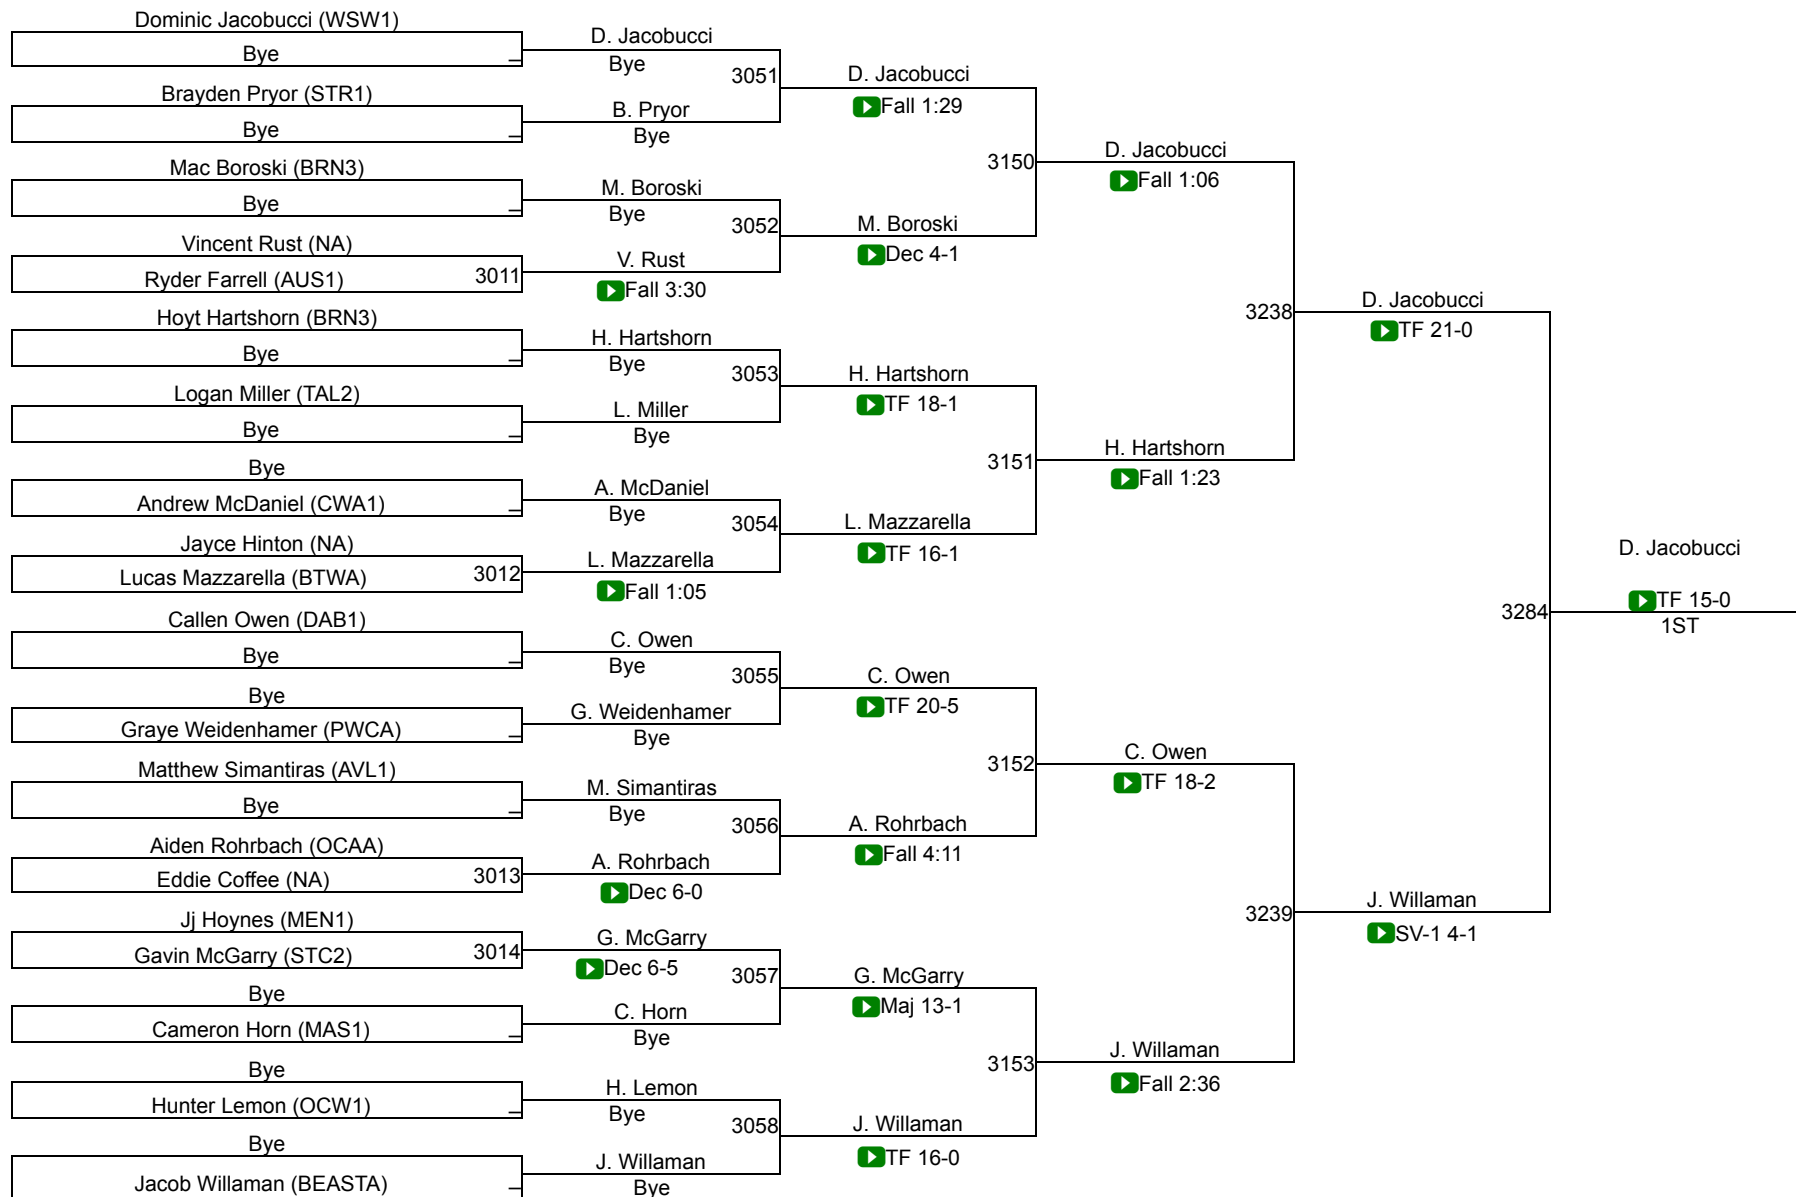 Dominic Jacobucci (WSW1)
Bye
Brayden Pryor (STR1)
Bye
Mac Boroski (BRN3)
Bye
Vincent Rust (NA)
Ryder Farrell (AUS1) 3011
Hoyt Hartshorn (BRN3)
Bye
Logan Miller (TAL2)
Bye
Bye
Andrew McDaniel (CWA1)
Jayce Hinton (NA)
Lucas Mazzarella (BTWA) 3012
Callen Owen (DAB1)
Bye
Bye
Graye Weidenhamer (PWCA)
Matthew Simantiras (AVL1)
Bye
Aiden Rohrbach (OCAA)
Eddie Coffee (NA) 3013
Jj Hoynes (MEN1)
Gavin McGarry (STC2) 3014
Bye
Cameron Horn (MAS1)
Bye
Hunter Lemon (OCW1)
Bye
Jacob Willaman (BEASTA)
D. Jacobucci
Bye
3051
B. Pryor
Bye
M. Boroski
Bye
3052
V. Rust
Fall 3:30
H. Hartshorn
Bye
3053
L. Miller
Bye
A. McDaniel
Bye
3054
L. Mazzarella
Fall 1:05
C. Owen
Bye
3055
G. Weidenhamer
Bye
M. Simantiras
Bye
3056
A. Rohrbach
Dec 6-0
G. McGarry
Dec 6-5
3057
C. Horn
Bye
H. Lemon
Bye
3058
J. Willaman
Bye
D. Jacobucci
Fall 1:29
3150
M. Boroski
Dec 4-1
H. Hartshorn
TF 18-1
3151
L. Mazzarella
TF 16-1
C. Owen
TF 20-5
3152
A. Rohrbach
Fall 4:11
G. McGarry
Maj 13-1
3153
J. Willaman
TF 16-0
D. Jacobucci
Fall 1:06
3238
H. Hartshorn
Fall 1:23
C. Owen
TF 18-2
3239
J. Willaman
Fall 2:36
D. Jacobucci
TF 21-0
3284
J. Willaman
SV-1 4-1
D. Jacobucci
TF 15-0
1ST